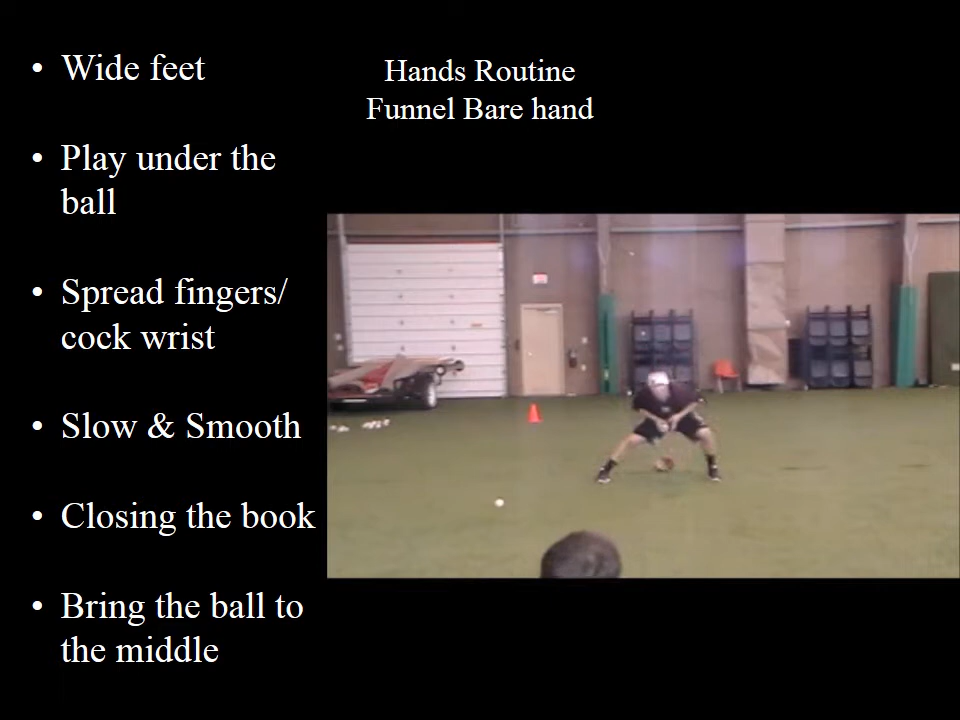 Hands Routine
Funnel Bare hand
• Wide feet
• Play under the
ball
• Spread fingers/
cock wrist
• Slow & Smooth
• Closing the book
• Bring the ball to
the middle